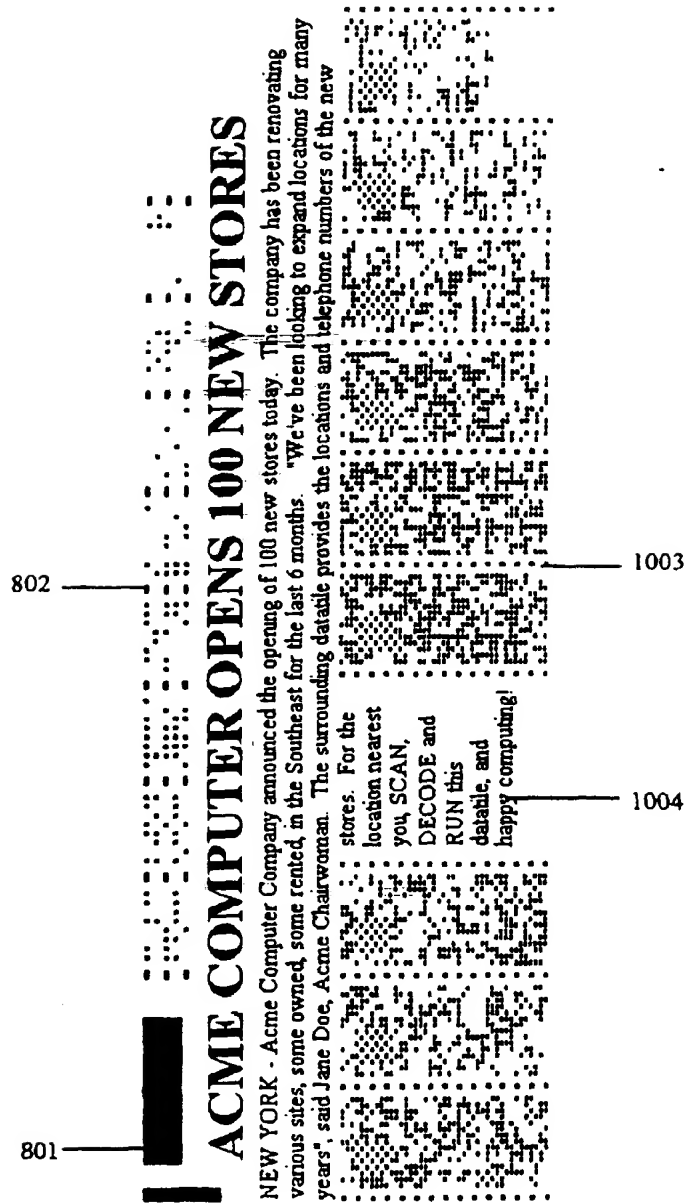 802
801
ACME COMPUTER OPENS 100 NEW STORES
NEW YORK - Acme Computer Company announced the opening of 100 new stores today. The company has been renovating
various sites, some owned, some rented, in the Southeast for the last 6 months. "We've been looking to expand locations for many
years", said Jane Doe, Acme Chairwoman. The surrounding datatile provides the locations and telephone numbers of the new
stores. For the
location nearest
you, SCAN,
DECODE and
RUN this
datatile, and
happy computing!
1003
1004